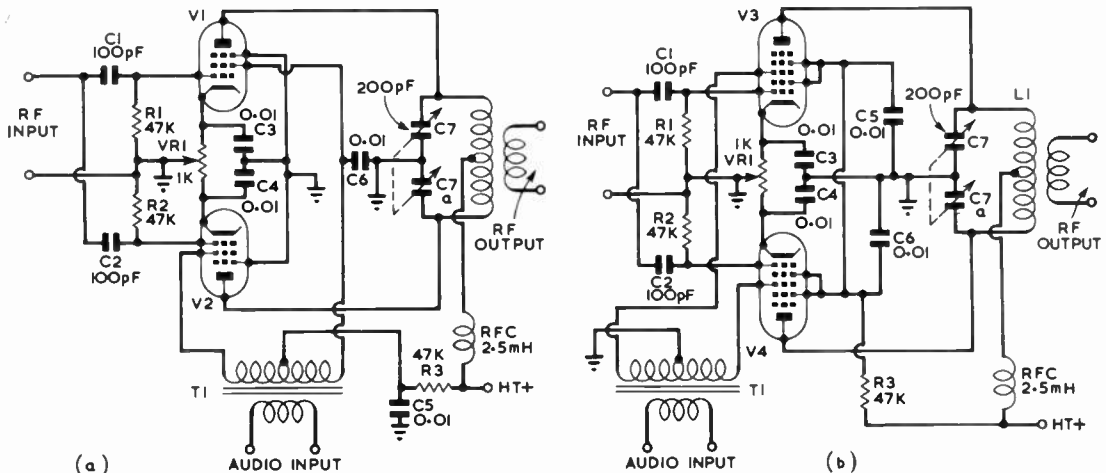 V1
C1
100pF
RF
INPUT
R1
47K
VR1
1K
R2
47K
C2
100pF
V2
0.01
C3
C4
0.01
0.01
C6
200pF
C7
C7
a
RF
OUTPUT
RFC
2.5mH
47K
R3
HT+
C5
0.01
T1
AUDIO INPUT
(a)
(b)
V3
C1
100pF
RF
INPUT
R1
47K
1K
VR1
R2
47K
C2
100pF
V4
0.01
C3
C4
0.01
C5
0.01
C6
0.01
200pF
C7
C7
a
L1
RF
OUTPUT
RFC
2.5mH
R3
47K
HT+
T1
AUDIO INPUT